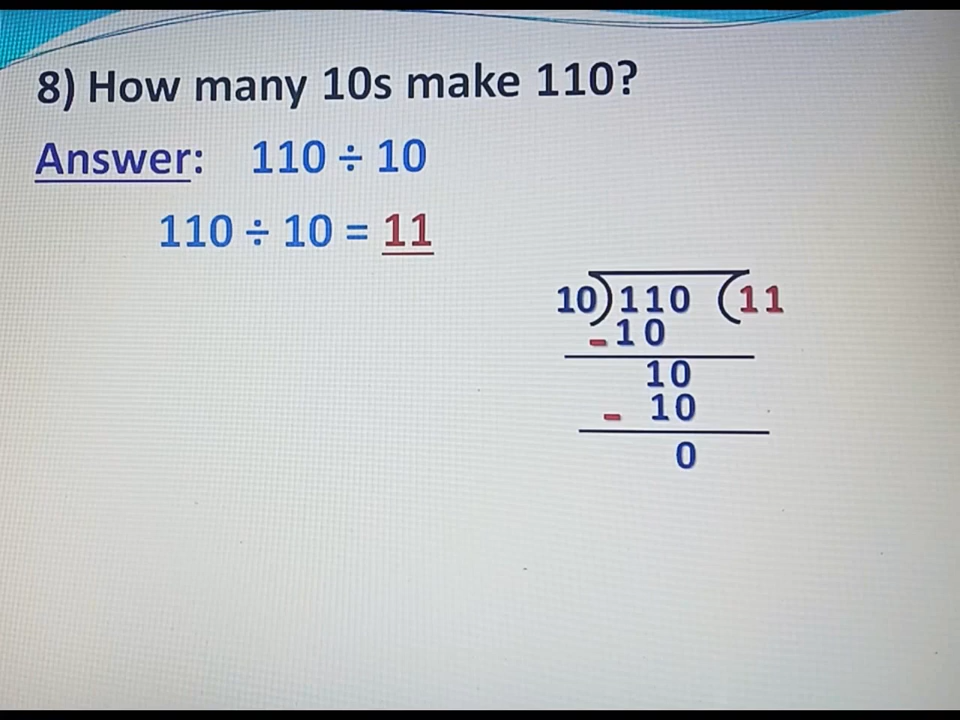 8) How many 10s make 110?
Answer: 110 ÷ 10
110 ÷ 10 = 11
10)110 (11
-10
10
- 10
0